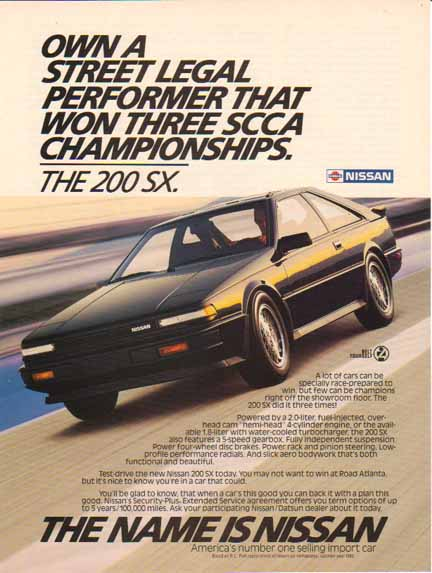 OWN A
STREET LEGAL
PERFORMER THAT
WON THREE SCCA
CHAMPIONSHIPS.
THE 200 SX.
NISSAN
NISSAN
A lot of cars can be
specially race-prepared to
win, but few can be champions
right off the showroom floor. The
200 SX did it three times!
Powered by a 2.0-liter, fuel-injected, over-
head cam "hemi-head" 4-cylinder engine, or the avail-
able 1.8-liter with water-cooled turbocharger, the 200 SX
also features a 5-speed gearbox. Fully independent suspension.
Power four-wheel disc brakes. Power rack and pinion steering. Low-
profile performance radials. And slick aero bodywork that's both
functional and beautiful.
Test-drive the new Nissan 200 SX today. You may not want to win at Road Atlanta,
but it's nice to know you're in a car that could.
You'll be glad to know, that when a car's this good you can back it with a plan this
good. Nissan's Security-Plus. Extended Service agreement offers you term options of up
to 5 years/100,000 miles. Ask your participating Nissan/Datsun dealer about it today.
THE NAME IS NISSAN
America's number one selling import car